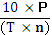 10 × P
(T × n)